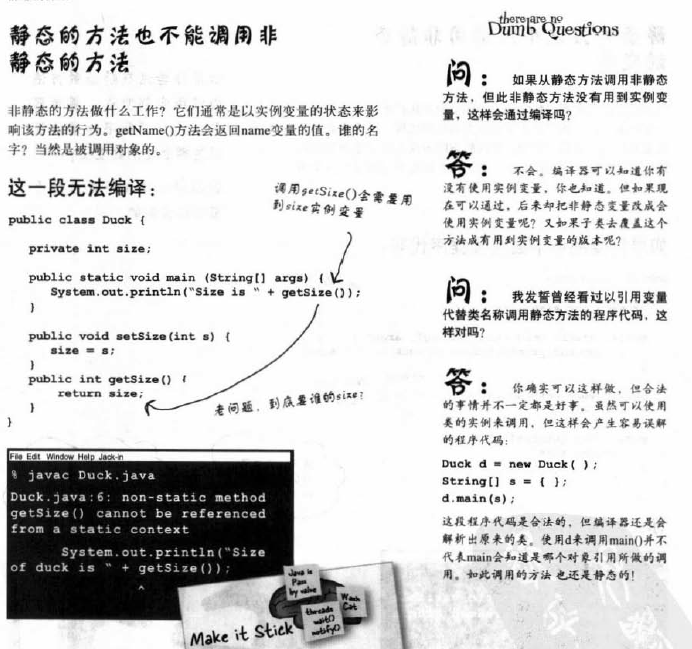 静态的方法也不能调用非
静态的方法
非静态的方法做什么工作？它们通常是以实例变量的状态来影
响该方法的行为。getName()方法会返回name变量的值。谁的名
字？当然是被调用对象的。
这一段无法编译：
调用getSize()会需要用
到size实例变量
public class Duck {
private int size;
public static void main (String[] args) {
System.out.println("Size is " + getSize());
}
public void setSize(int s) {
size = s;
}
public int getSize() {
return size;
}
}
老问题，到底要谁的size？
File Edit Window Help Jack-in
% javac Duck.java
Duck.java:6: non-static method
getSize() cannot be referenced
from a static context
System.out.println("Size
of duck is " + getSize());
^
Java is
Pass
by value
threads
wait()
notify()
Wash
Cat
Make it Stick
there are no
Dumb Questions
问：如果从静态方法调用非静态
方法，但此非静态方法没有用到实例变
量，这样会通过编译吗？
答：不会。编译器可以知道你有
没有使用实例变量，你也知道。但如果现
在可以通过，后来却把非静态变量改成会
使用实例变量呢？又如果子类去覆盖这个
方法成有用到实例变量的版本呢？
问：我发誓曾经看过以引用变量
代替类名称调用静态方法的程序代码，这
样对吗？
答：你确实可以这样做，但合法
的事情并不一定都是好事。虽然可以使用
类的实例来调用，但这样会产生容易误解
的程序代码：
Duck d = new Duck( );
String[] s = { };
d.main(s);
这段程序代码是合法的，但编译器还是会
解析出原来的类。使用d来调用main()并不
代表main会知道是哪个对象引用所做的调
用。如此调用的方法 也还是静态的！